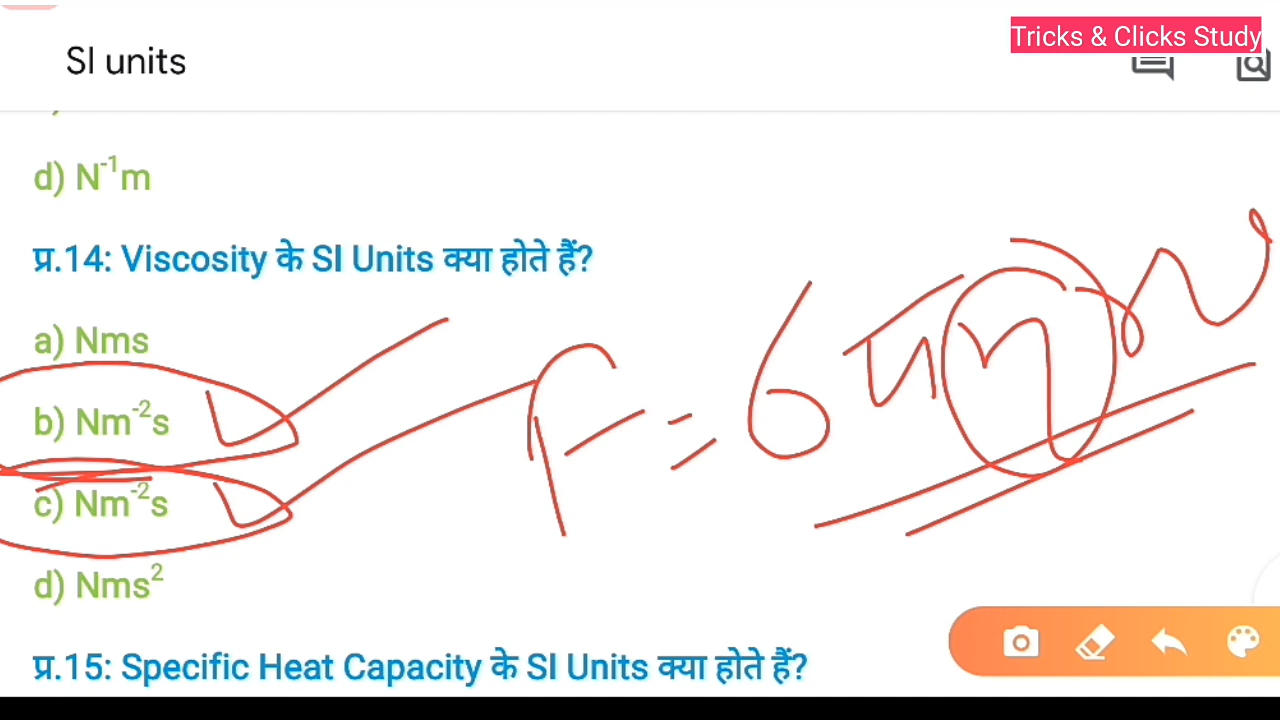 Tricks & Clicks Study
SI units
d) N⁻¹m
प्र.14: Viscosity के SI Units क्या होते हैं?
a) Nms
b) Nm⁻²s
c) Nm⁻²s
d) Nms²
F = 6πηrv
प्र.15: Specific Heat Capacity के SI Units क्या होते हैं?